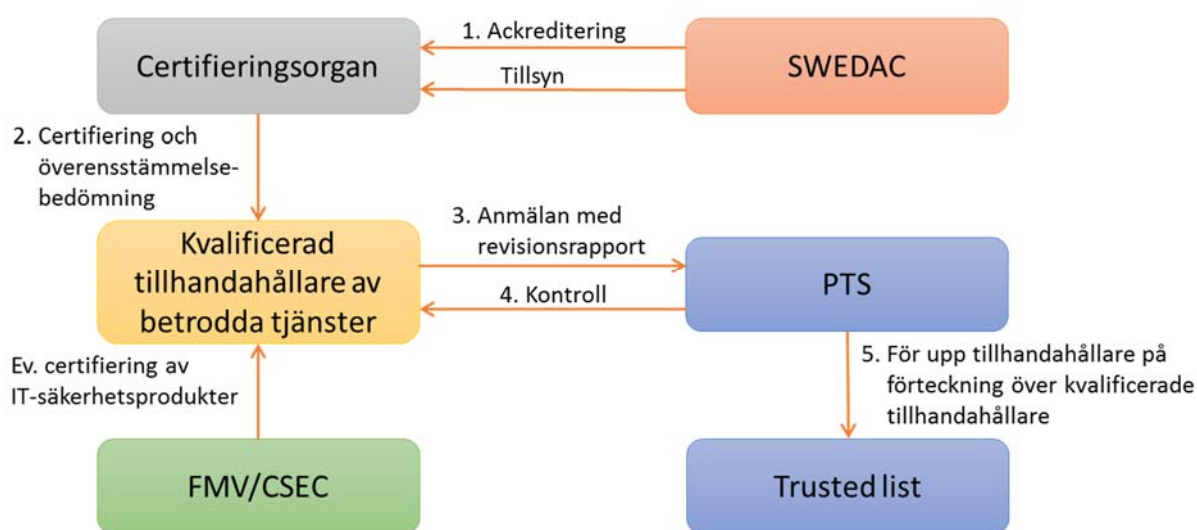 Certifieringsorgan
1. Ackreditering
Tillsyn
SWEDAC
2. Certifiering och
överensstämmelse-
bedömning
Kvalificerad
tillhandahållare av
betrodda tjänster
3. Anmälan med
revisionsrapport
4. Kontroll
PTS
Ev. certifiering av
IT-säkerhetsprodukter
5. För upp tillhandahållare på
förteckning över kvalificerade
tillhandahållare
FMV/CSEC
Trusted list